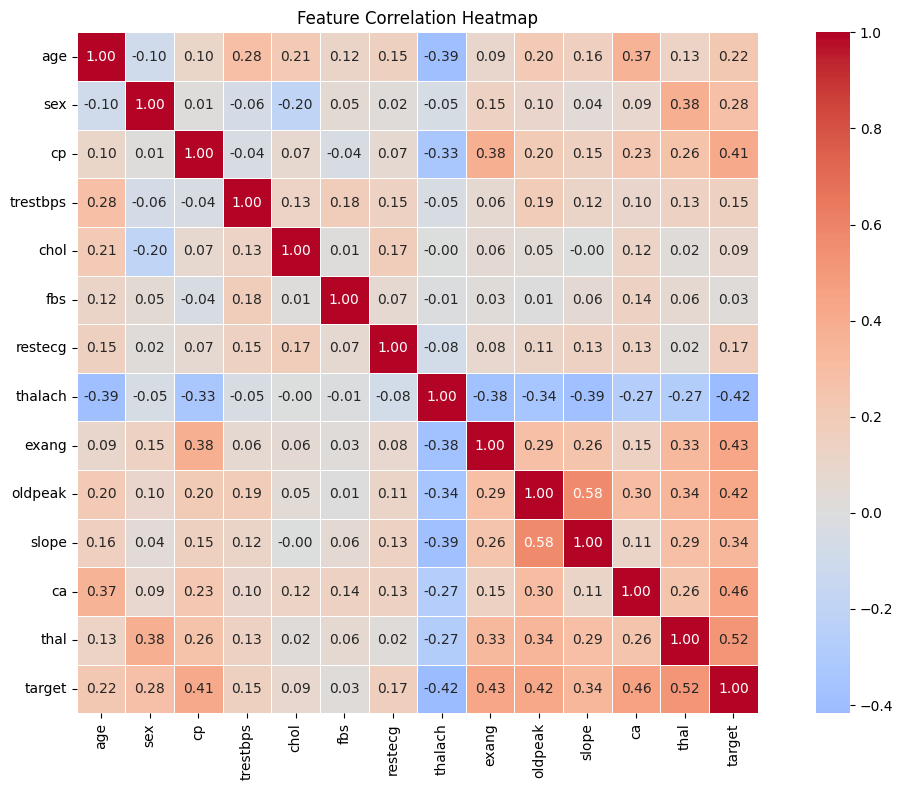 Feature Correlation Heatmap
age 1.00 -0.10 0.10 0.28 0.21 0.12 0.15 -0.39 0.09 0.20 0.16 0.37 0.13 0.22
sex -0.10 1.00 0.01 -0.06 -0.20 0.05 0.02 -0.05 0.15 0.10 0.04 0.09 0.38 0.28
cp 0.10 0.01 1.00 -0.04 0.07 -0.04 0.07 -0.33 0.38 0.20 0.15 0.23 0.26 0.41
trestbps 0.28 -0.06 -0.04 1.00 0.13 0.18 0.15 -0.05 0.06 0.19 0.12 0.10 0.13 0.15
chol 0.21 -0.20 0.07 0.13 1.00 0.01 0.17 -0.00 0.06 0.05 -0.00 0.12 0.02 0.09
fbs 0.12 0.05 -0.04 0.18 0.01 1.00 0.07 -0.01 0.03 0.01 0.06 0.14 0.06 0.03
restecg 0.15 0.02 0.07 0.15 0.17 0.07 1.00 -0.08 0.08 0.11 0.13 0.13 0.02 0.17
thalach -0.39 -0.05 -0.33 -0.05 -0.00 -0.01 -0.08 1.00 -0.38 -0.34 -0.39 -0.27 -0.27 -0.42
exang 0.09 0.15 0.38 0.06 0.06 0.03 0.08 -0.38 1.00 0.29 0.26 0.15 0.33 0.43
oldpeak 0.20 0.10 0.20 0.19 0.05 0.01 0.11 -0.34 0.29 1.00 0.58 0.30 0.34 0.42
slope 0.16 0.04 0.15 0.12 -0.00 0.06 0.13 -0.39 0.26 0.58 1.00 0.11 0.29 0.34
ca 0.37 0.09 0.23 0.10 0.12 0.14 0.13 -0.27 0.15 0.30 0.11 1.00 0.26 0.46
thal 0.13 0.38 0.26 0.13 0.02 0.06 0.02 -0.27 0.33 0.34 0.29 0.26 1.00 0.52
target 0.22 0.28 0.41 0.15 0.09 0.03 0.17 -0.42 0.43 0.42 0.34 0.46 0.52 1.00
age sex cp trestbps chol fbs restecg thalach exang oldpeak slope ca thal target
1.0
0.8
0.6
0.4
0.2
0.0
−0.2
−0.4